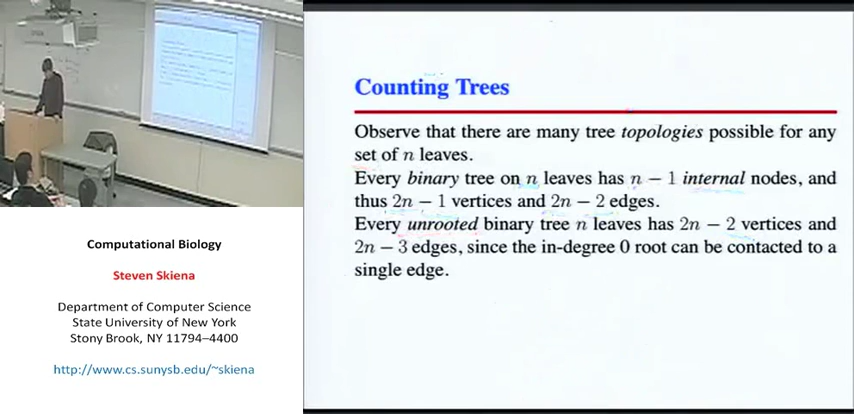 Computational Biology
Steven Skiena
Department of Computer Science
State University of New York
Stony Brook, NY 11794–4400
http://www.cs.sunysb.edu/~skiena
Counting Trees
Observe that there are many tree topologies possible for any
set of n leaves.
Every binary tree on n leaves has n − 1 internal nodes, and
thus 2n − 1 vertices and 2n − 2 edges.
Every unrooted binary tree n leaves has 2n − 2 vertices and
2n − 3 edges, since the in-degree 0 root can be contacted to a
single edge.